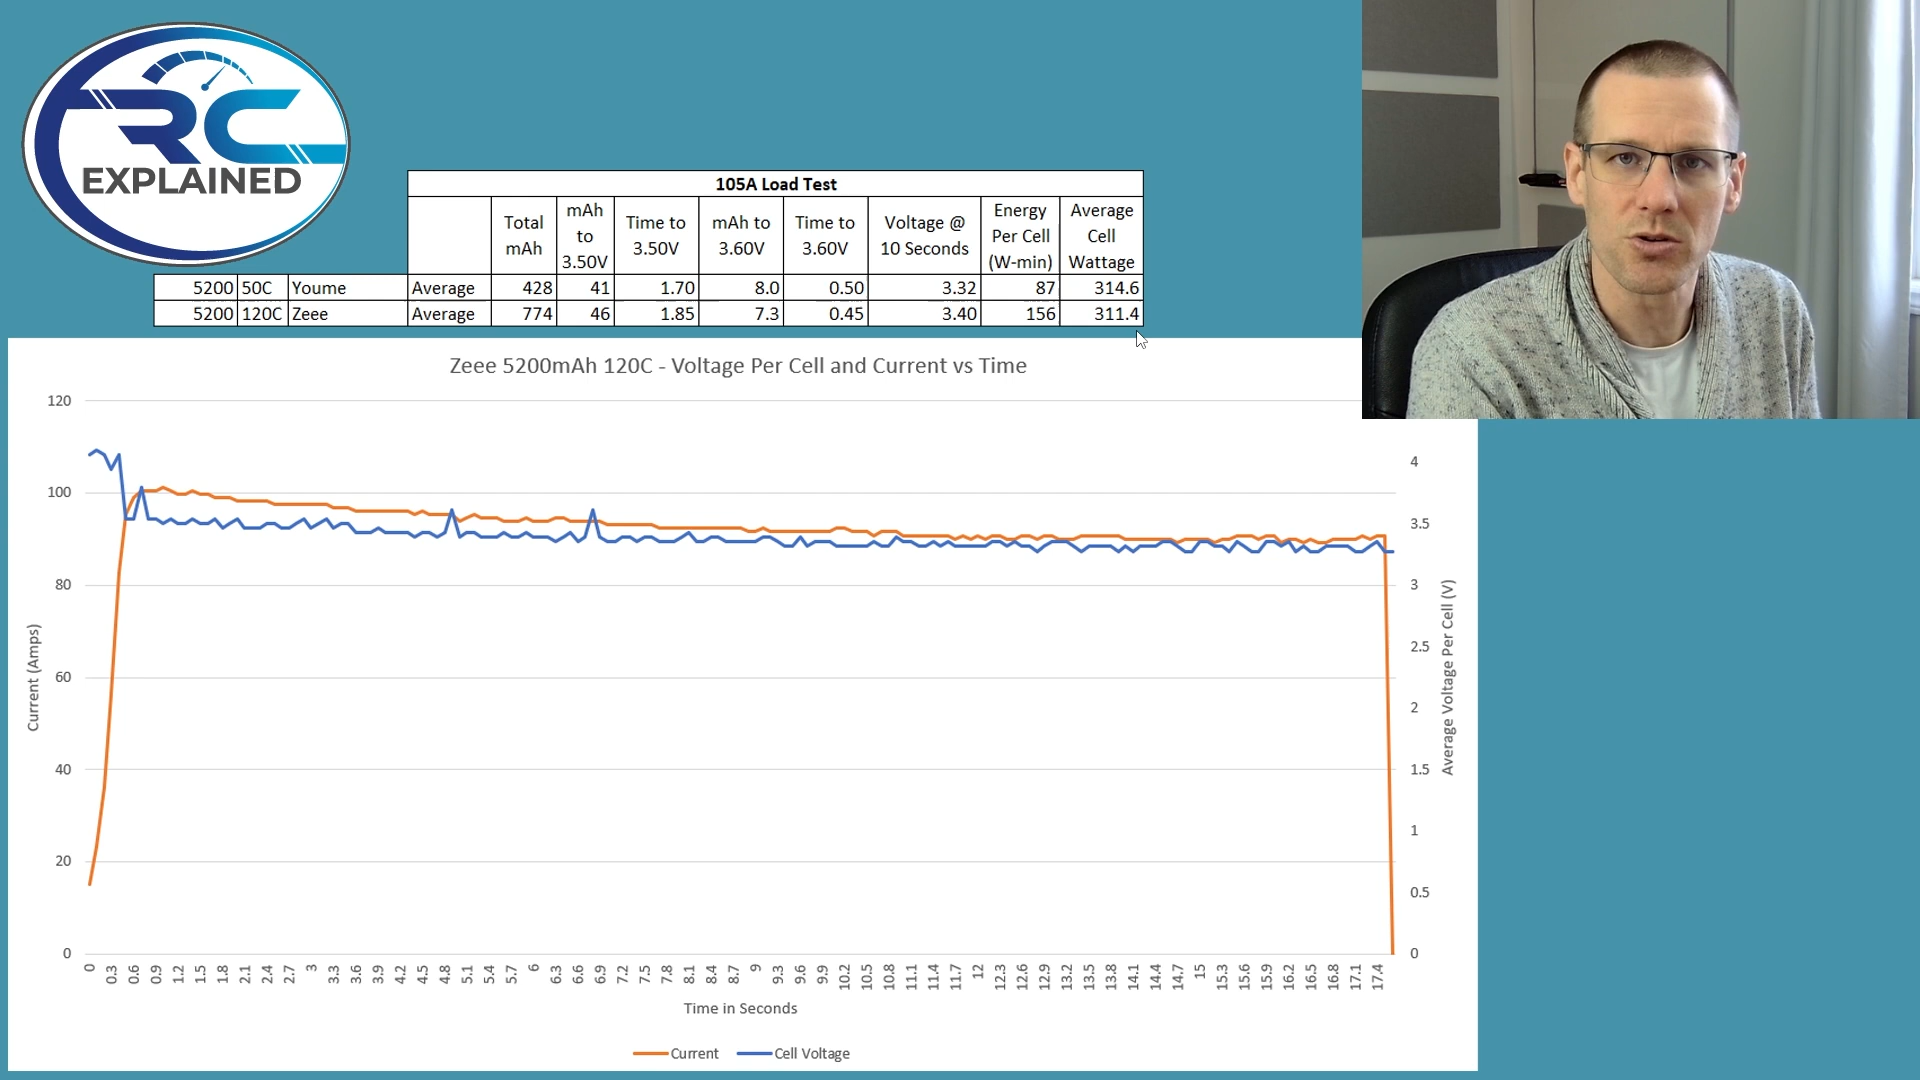 RC
EXPLAINED
105A Load Test
Total mAh
mAh to 3.50V
Time to 3.50V
mAh to 3.60V
Time to 3.60V
Voltage @ 10 Seconds
Energy Per Cell (W-min)
Average Cell Wattage
5200 50C Youme Average 428 41 1.70 8.0 0.50 3.32 87 314.6
5200 120C Zeee Average 774 46 1.85 7.3 0.45 3.40 156 311.4
Zeee 5200mAh 120C - Voltage Per Cell and Current vs Time
120
100
80
60
40
20
0
Current (Amps)
4
3.5
3
2.5
2
1.5
1
0.5
0
Average Voltage Per Cell (V)
0 0.3 0.6 0.9 1.2 1.5 1.8 2.1 2.4 2.7 3 3.3 3.6 3.9 4.2 4.5 4.8 5.1 5.4 5.7 6 6.3 6.6 6.9 7.2 7.5 7.8 8.1 8.4 8.7 9 9.3 9.6 9.9 10.2 10.5 10.8 11.1 11.4 11.7 12 12.3 12.6 12.9 13.2 13.5 13.8 14.1 14.4 14.7 15 15.3 15.6 15.9 16.2 16.5 16.8 17.1 17.4
Time in Seconds
Current Cell Voltage